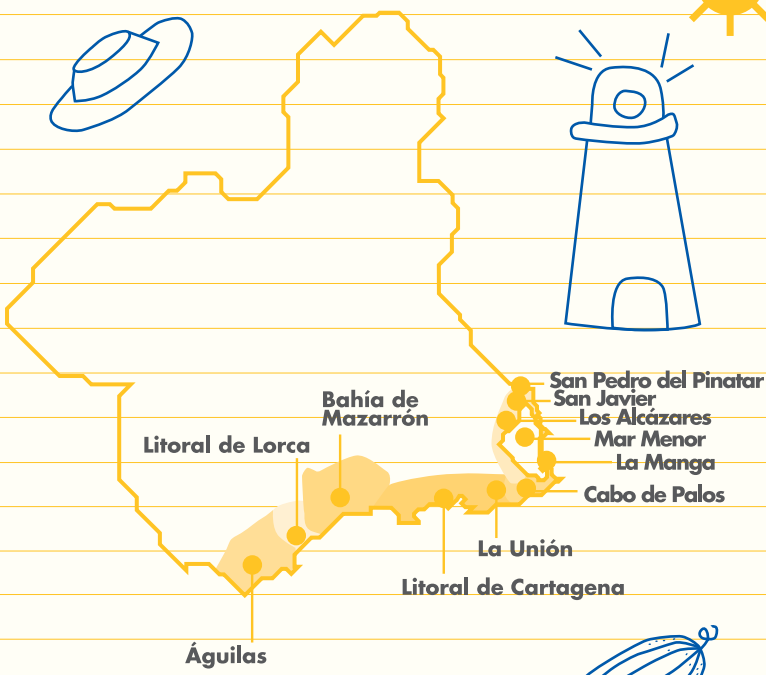 San Pedro del Pinatar
San Javier
Los Alcázares
Mar Menor
La Manga
Cabo de Palos
Bahía de
Mazarrón
Litoral de Lorca
La Unión
Litoral de Cartagena
Águilas